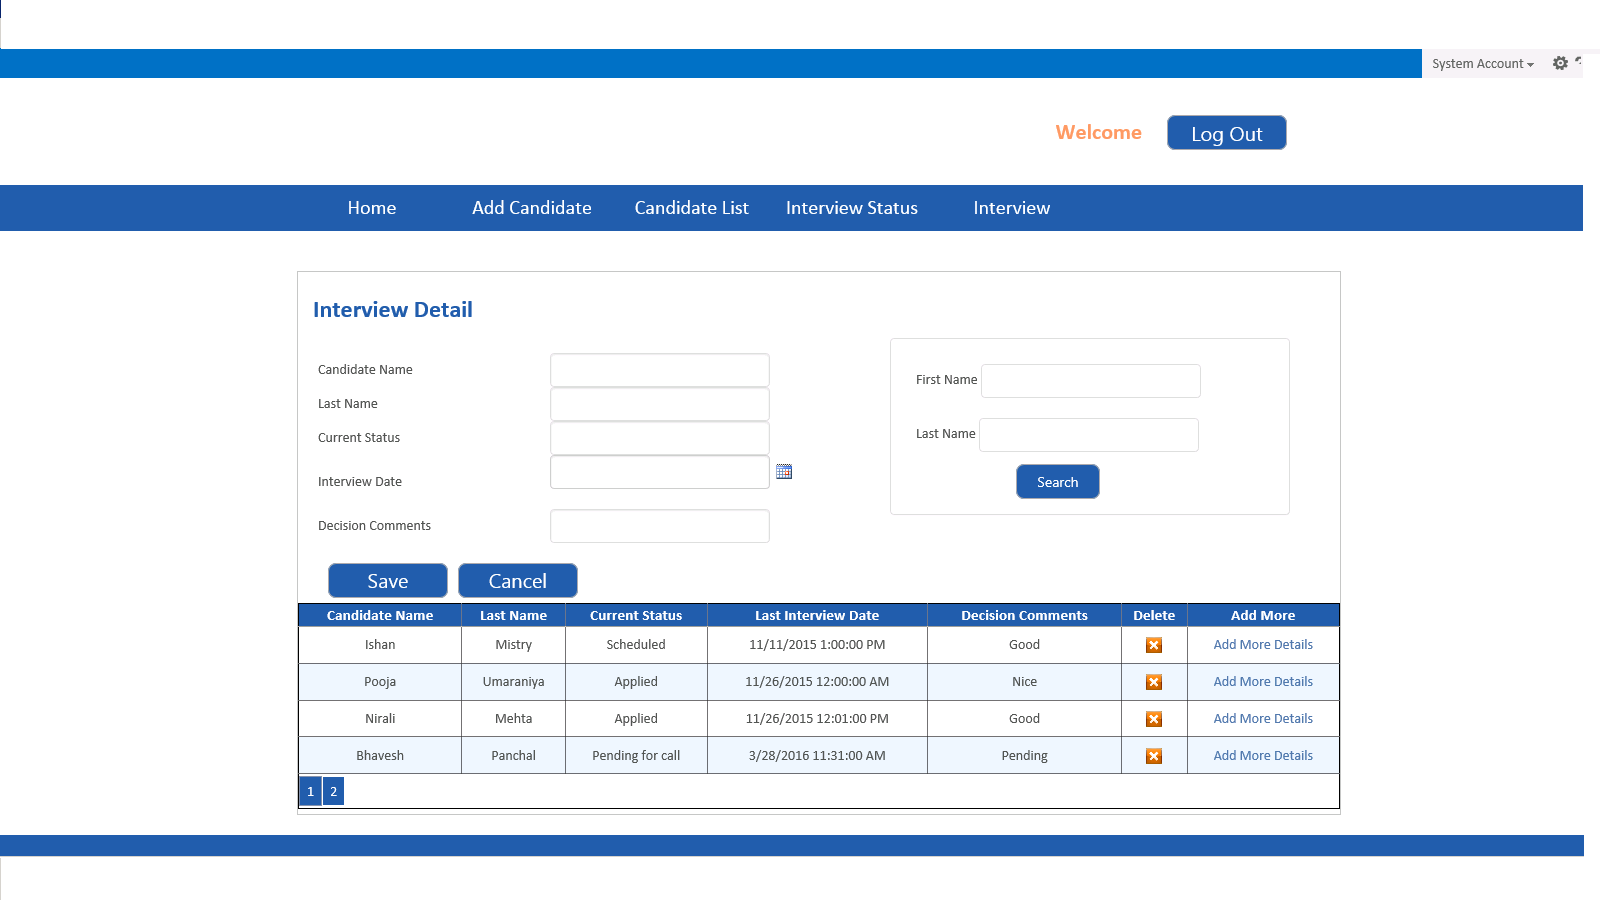 System Account
Welcome Log Out
Home Add Candidate Candidate List Interview Status Interview
Interview Detail
Candidate Name
Last Name
Current Status
Interview Date
Decision Comments
First Name
Last Name
Search
Save Cancel
Candidate Name Last Name Current Status Last Interview Date Decision Comments Delete Add More
Ishan Mistry Scheduled 11/11/2015 1:00:00 PM Good Add More Details
Pooja Umaraniya Applied 11/26/2015 12:00:00 AM Nice Add More Details
Nirali Mehta Applied 11/26/2015 12:01:00 PM Good Add More Details
Bhavesh Panchal Pending for call 3/28/2016 11:31:00 AM Pending Add More Details
1 2